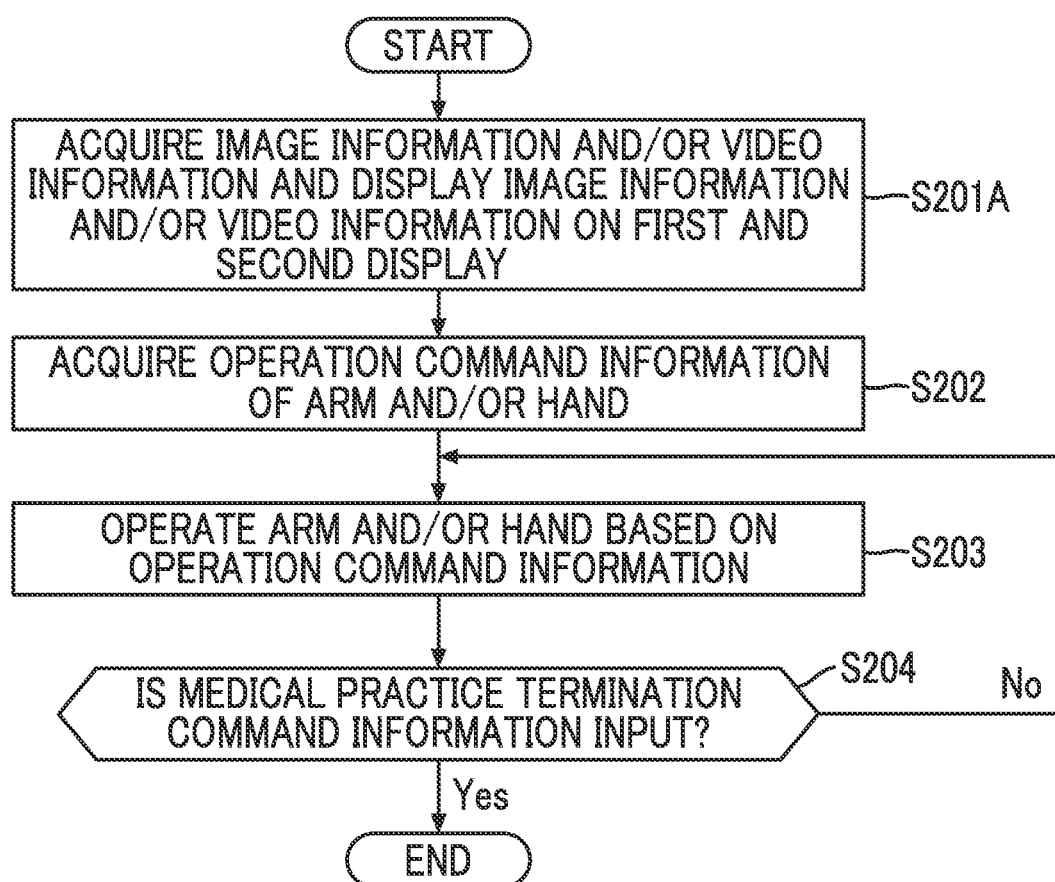 START
ACQUIRE IMAGE INFORMATION AND/OR VIDEO
INFORMATION AND DISPLAY IMAGE INFORMATION
AND/OR VIDEO INFORMATION ON FIRST AND
SECOND DISPLAY
S201A
ACQUIRE OPERATION COMMAND INFORMATION
OF ARM AND/OR HAND
S202
OPERATE ARM AND/OR HAND BASED ON
OPERATION COMMAND INFORMATION
S203
IS MEDICAL PRACTICE TERMINATION
COMMAND INFORMATION INPUT?
S204
No
Yes
END